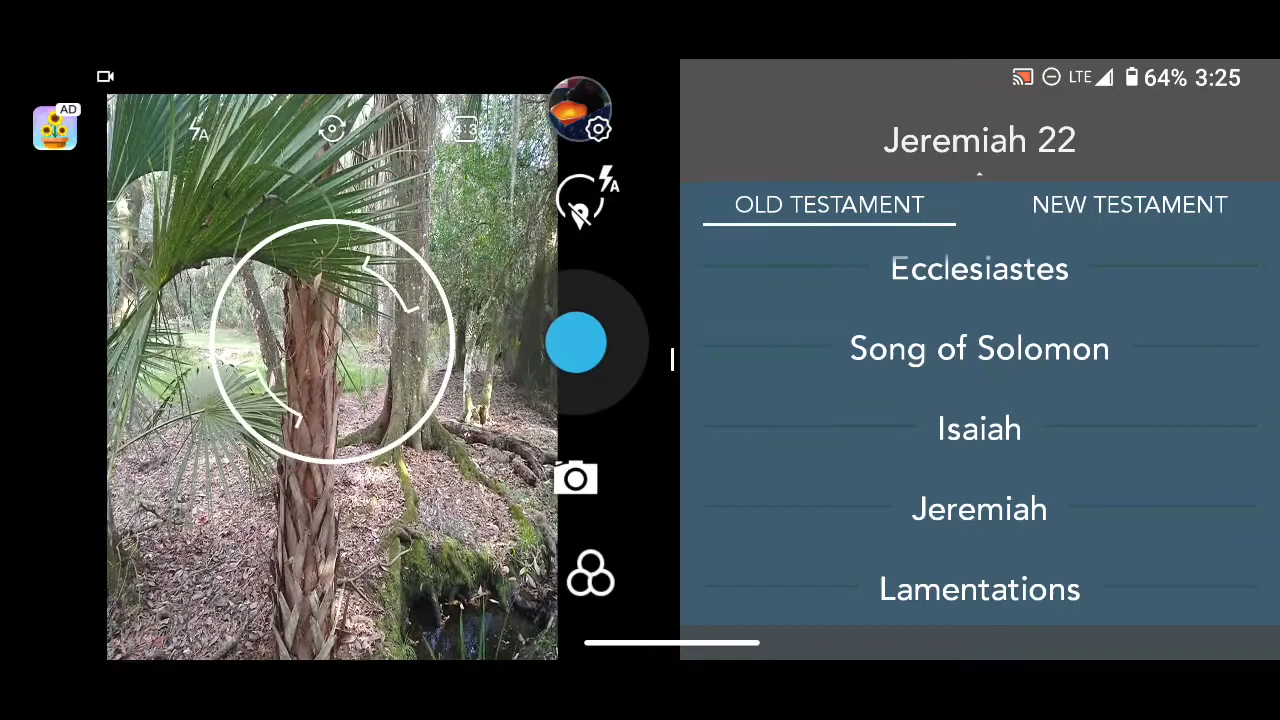 AD
A
4:3
A
LTE 64% 3:25
Jeremiah 22
OLD TESTAMENT NEW TESTAMENT
Ecclesiastes
Song of Solomon
Isaiah
Jeremiah
Lamentations